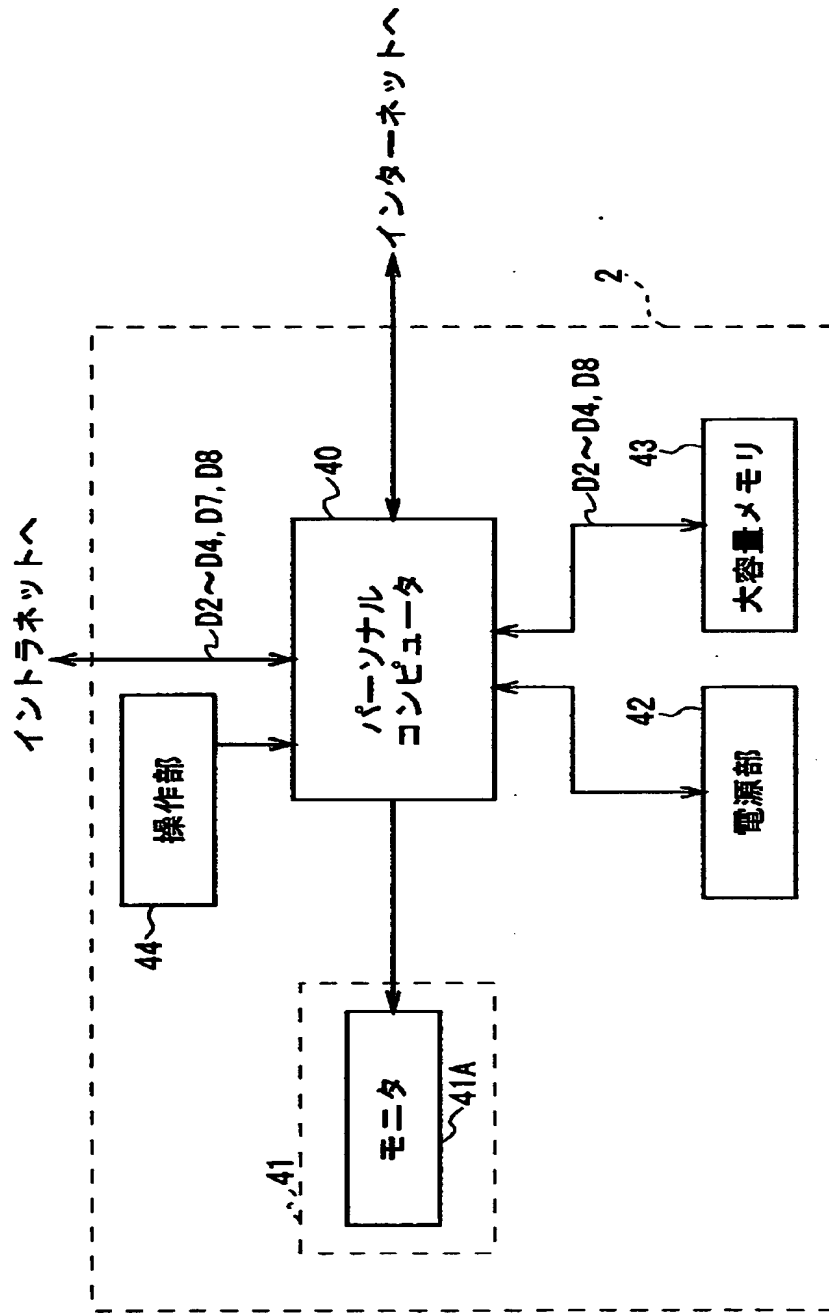 イントラネットへ
D2~D4, D7, D8
操作部
44
パーソナル
コンピュータ
40
インターネットへ
41
モニタ
41A
2
D2~D4, D8
電源部
42
大容量メモリ
43